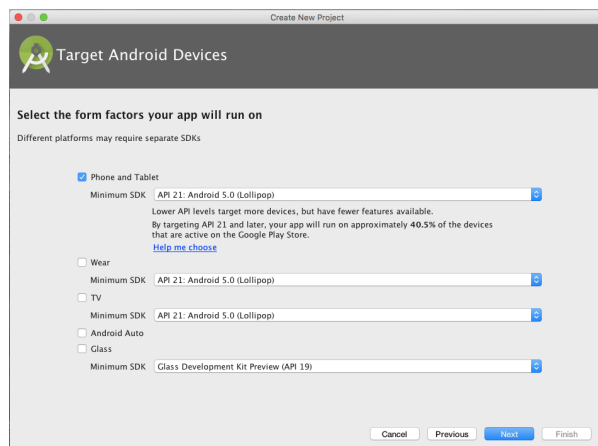 Create New Project
Target Android Devices
Select the form factors your app will run on
Different platforms may require separate SDKs
Phone and Tablet
Minimum SDK API 21: Android 5.0 (Lollipop)
Lower API levels target more devices, but have fewer features available.
By targeting API 21 and later, your app will run on approximately 40.5% of the devices
that are active on the Google Play Store.
Help me choose
Wear
Minimum SDK API 21: Android 5.0 (Lollipop)
TV
Minimum SDK API 21: Android 5.0 (Lollipop)
Android Auto
Glass
Minimum SDK Glass Development Kit Preview (API 19)
Cancel Previous Next Finish